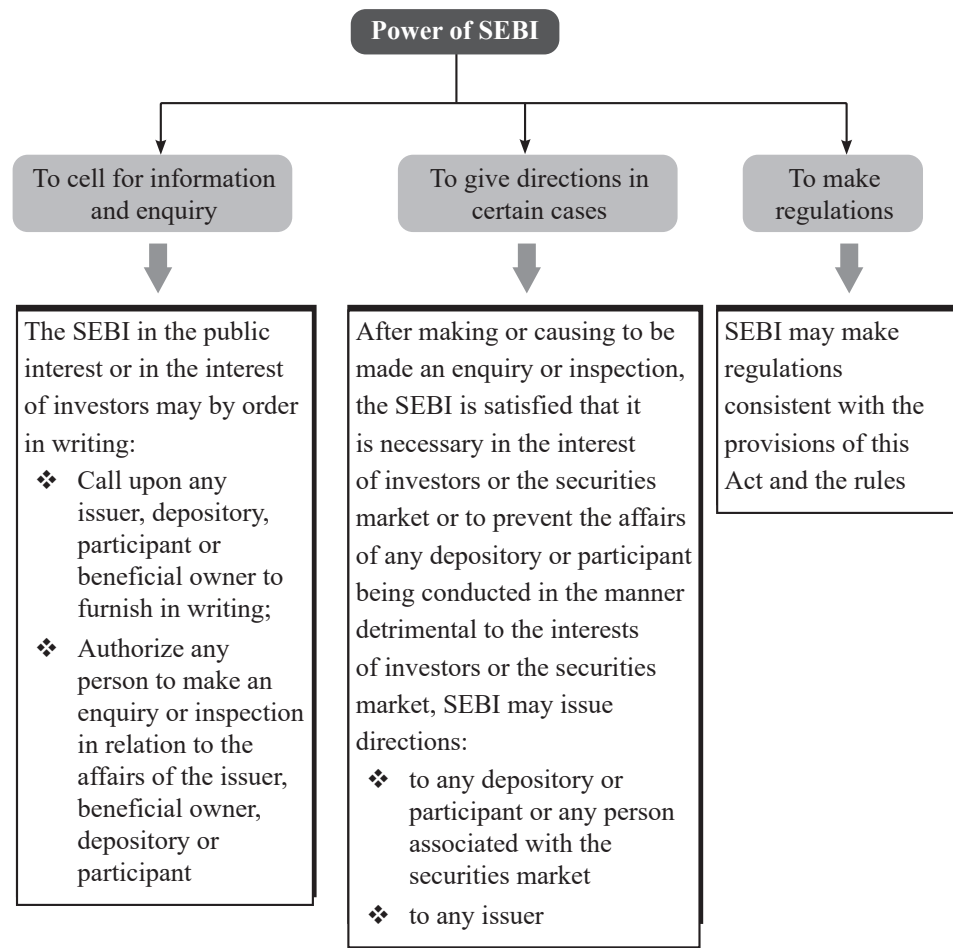 Power of SEBI
To cell for information
and enquiry
To give directions in
certain cases
To make
regulations
The SEBI in the public
interest or in the interest
of investors may by order
in writing:
❖ Call upon any
issuer, depository,
participant or
beneficial owner to
furnish in writing;
❖ Authorize any
person to make an
enquiry or inspection
in relation to the
affairs of the issuer,
beneficial owner,
depository or
participant
After making or causing to be
made an enquiry or inspection,
the SEBI is satisfied that it
is necessary in the interest
of investors or the securities
market or to prevent the affairs
of any depository or participant
being conducted in the manner
detrimental to the interests
of investors or the securities
market, SEBI may issue
directions:
❖ to any depository or
participant or any person
associated with the
securities market
❖ to any issuer
SEBI may make
regulations
consistent with the
provisions of this
Act and the rules